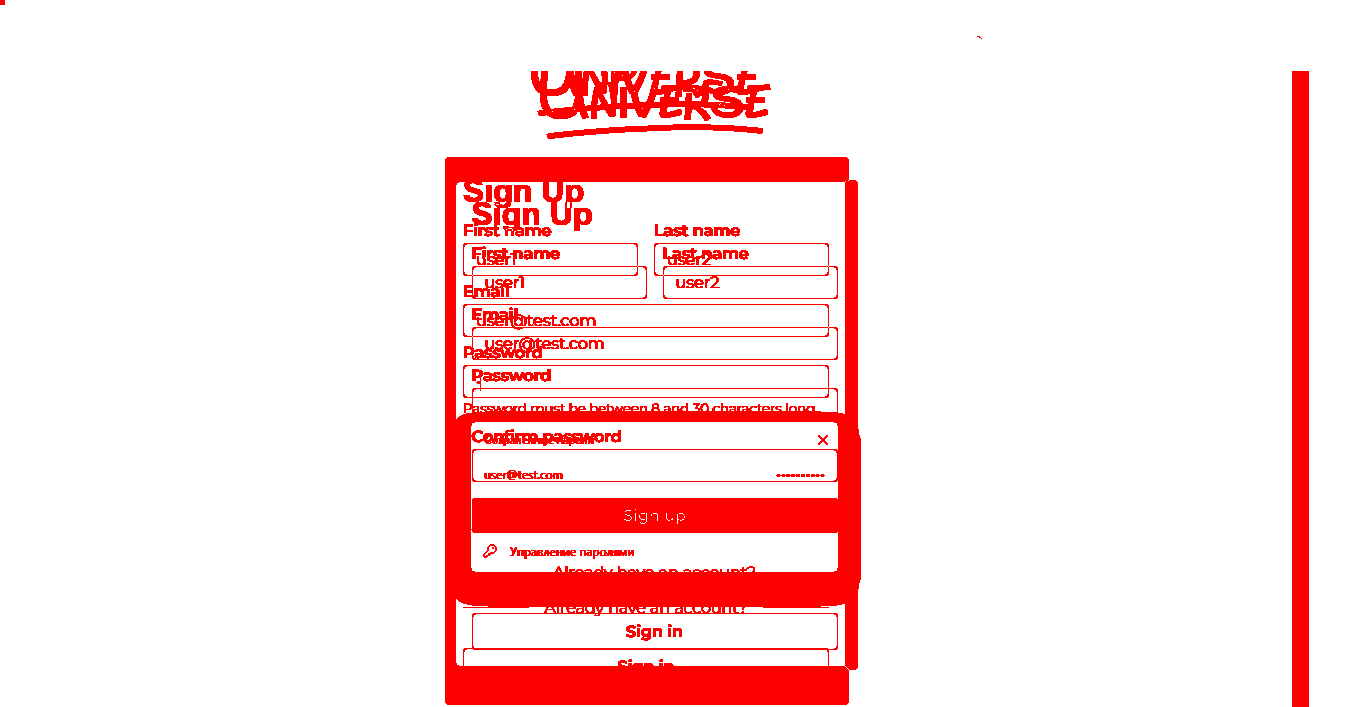 UNIVERSE
UNIVERSE
Sign Up
Sign Up
First name Last name
First name Last name
user1 user2
user1 user2
Email
Email
user@test.com
user@test.com
Password
Password
Password must be between 8 and 30 characters long
Confirm password
user@test.com ••••••••••
Sign up
Управление паролями
Already have an account?
Already have an account?
Sign in
Sign in